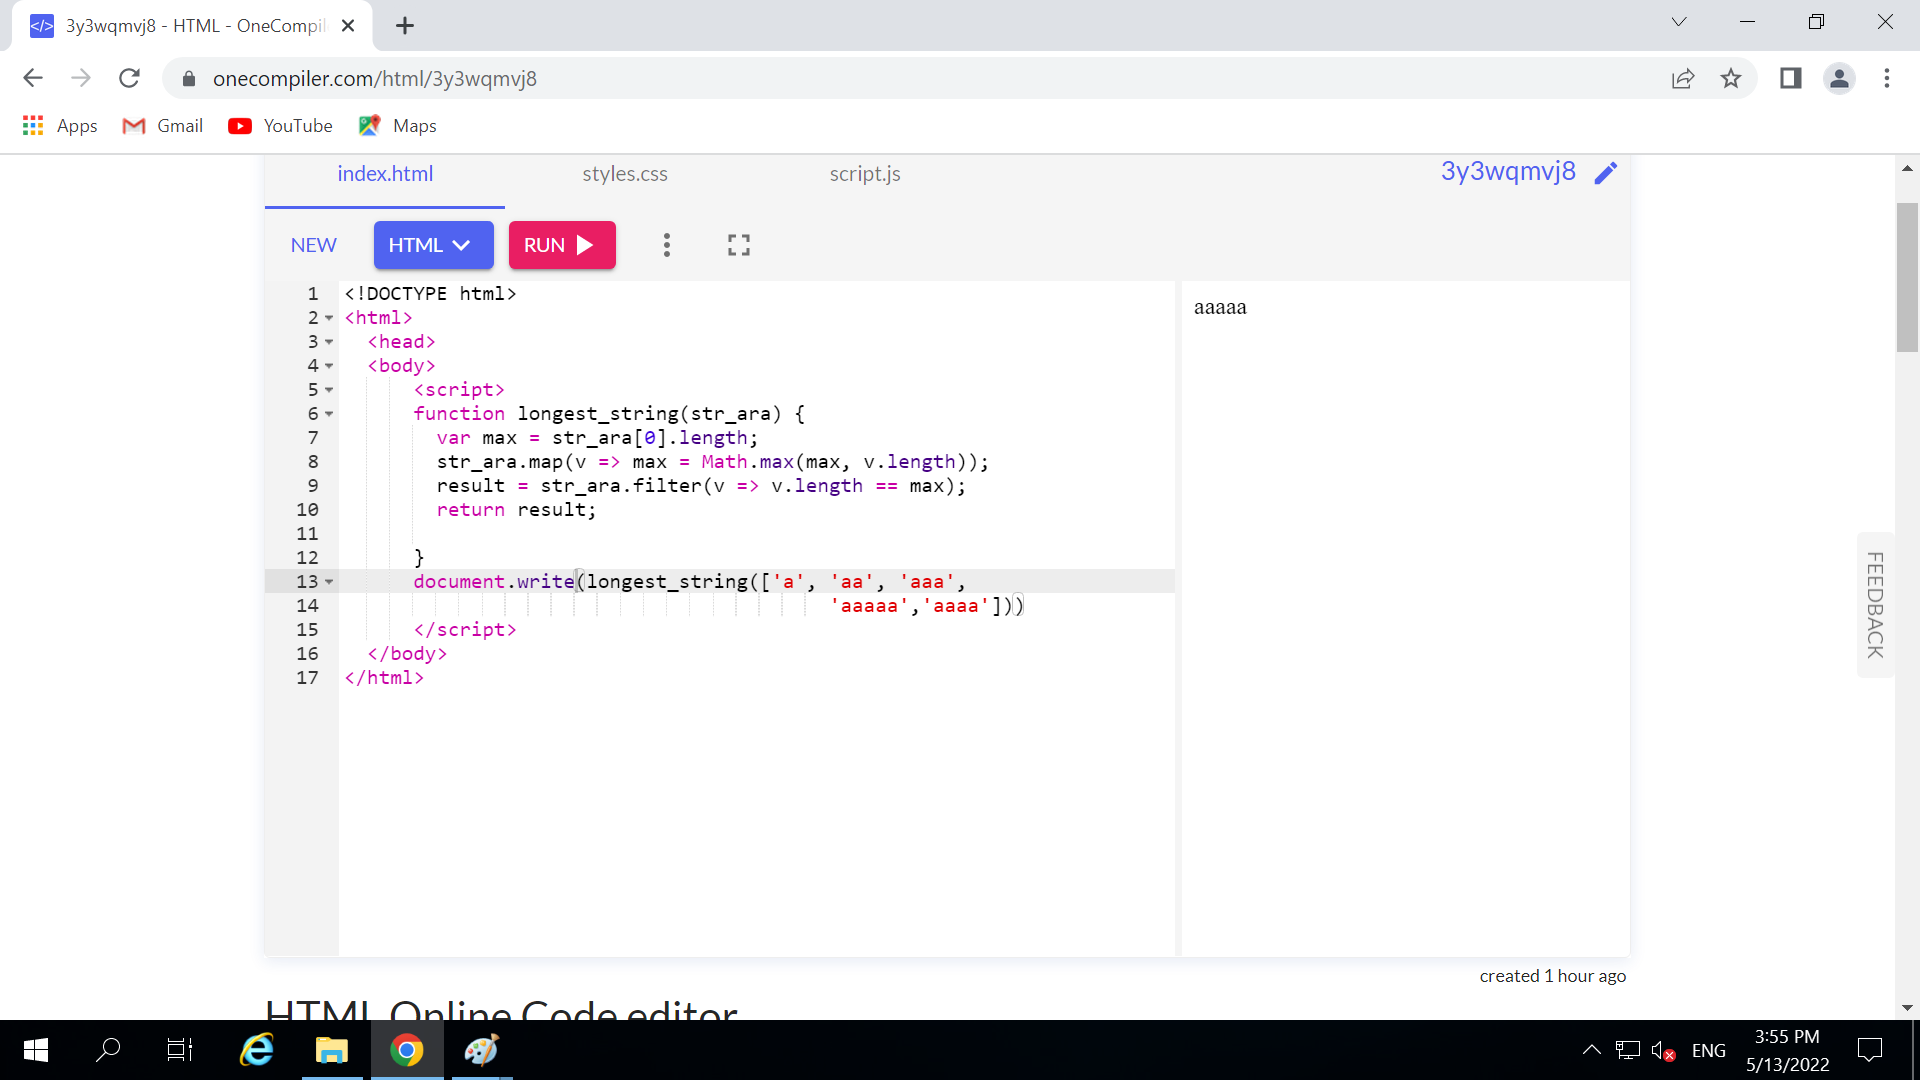 3y3wqmvj8 - HTML - OneCompil
onecompiler.com/html/3y3wqmvj8
Apps Gmail YouTube Maps
index.html styles.css script.js 3y3wqmvj8
NEW HTML RUN
1 <!DOCTYPE html>
2 <html>
3 <head>
4 <body>
5 <script>
6 function longest_string(str_ara) {
7 var max = str_ara[0].length;
8 str_ara.map(v => max = Math.max(max, v.length));
9 result = str_ara.filter(v => v.length == max);
10 return result;
11
12 }
13 document.write(longest_string(['a', 'aa', 'aaa',
14 'aaaaa','aaaa']))
15 </script>
16 </body>
17 </html>
aaaaa
FEEDBACK
created 1 hour ago
HTML Online Code editor
ENG
3:55 PM
5/13/2022